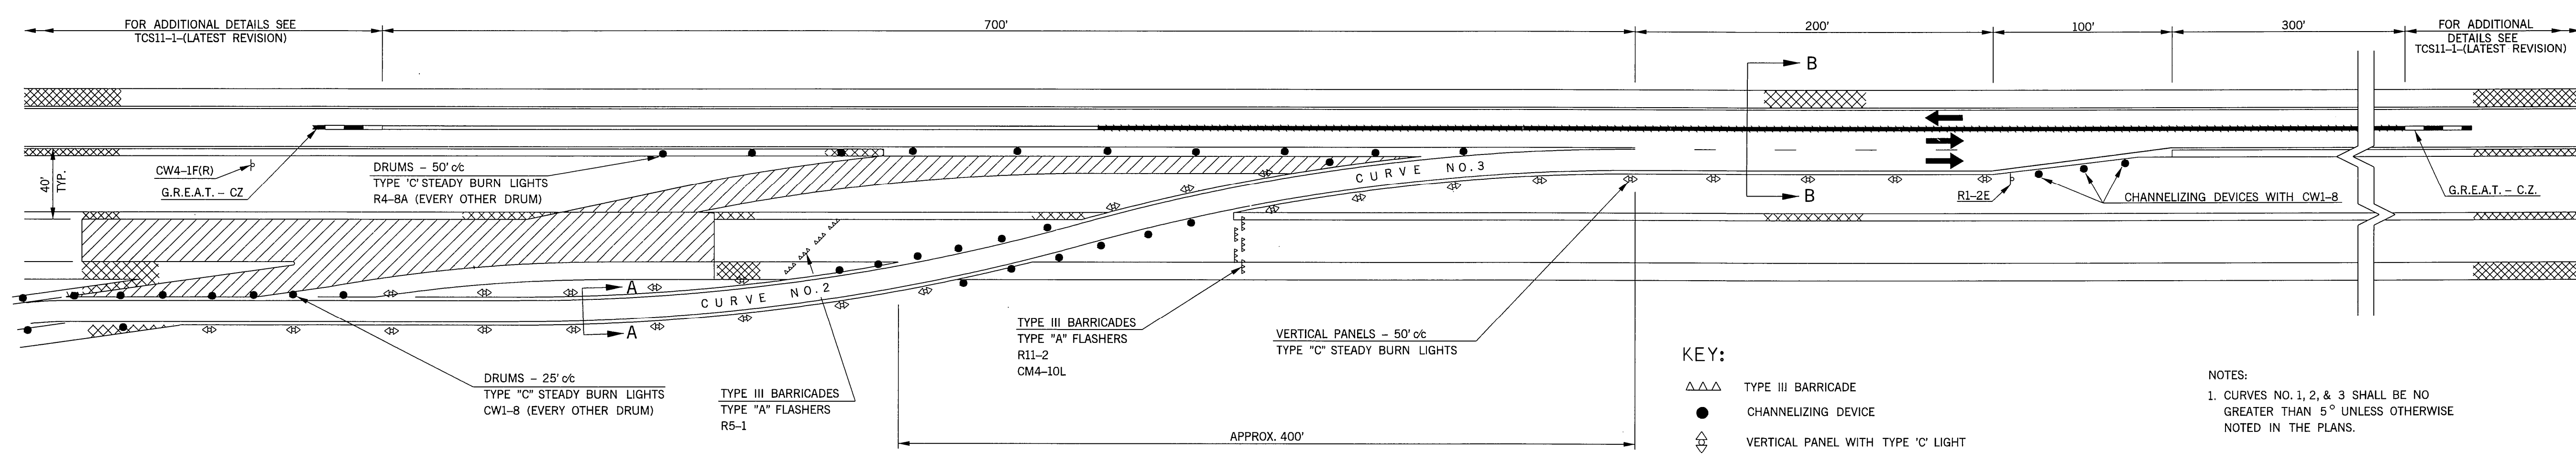 FOR ADDITIONAL DETAILS SEE
TCS11-1-(LATEST REVISION)
700'
200'
100'
300'
FOR ADDITIONAL
DETAILS SEE
TCS11-1-(LATEST REVISION)
B
40'
TYP.
CW4-1F(R)
G.R.E.A.T. - CZ
DRUMS - 50' c/c
TYPE 'C' STEADY BURN LIGHTS
R4-8A (EVERY OTHER DRUM)
CURVE NO.3
B
R1-2E
CHANNELIZING DEVICES WITH CW1-8
G.R.E.A.T. - C.Z.
A
CURVE NO.2
A
TYPE III BARRICADES
TYPE "A" FLASHERS
R11-2
CM4-10L
VERTICAL PANELS - 50' c/c
TYPE "C" STEADY BURN LIGHTS
DRUMS - 25' c/c
TYPE "C" STEADY BURN LIGHTS
CW1-8 (EVERY OTHER DRUM)
TYPE III BARRICADES
TYPE "A" FLASHERS
R5-1
APPROX. 400'
KEY:
TYPE III BARRICADE
CHANNELIZING DEVICE
VERTICAL PANEL WITH TYPE 'C' LIGHT
NOTES:
1. CURVES NO. 1, 2, & 3 SHALL BE NO
GREATER THAN 5° UNLESS OTHERWISE
NOTED IN THE PLANS.